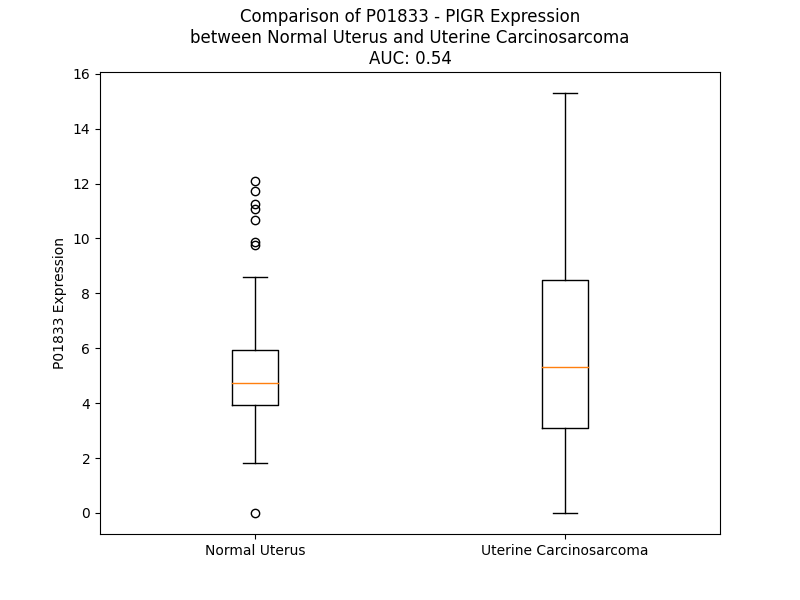 Comparison of P01833 - PIGR Expression
between Normal Uterus and Uterine Carcinosarcoma
AUC: 0.54
16
14
12
10
8
6
4
2
0
P01833 Expression
Normal Uterus
Uterine Carcinosarcoma